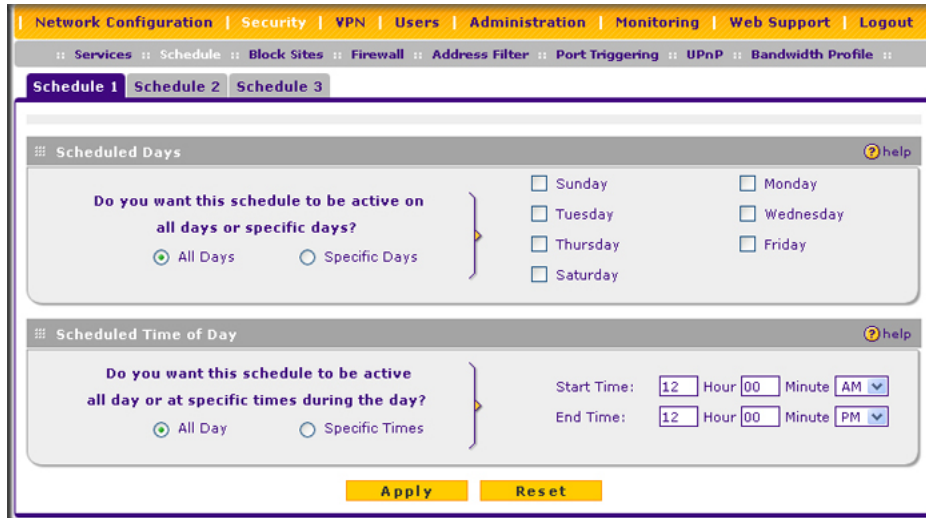 | Network Configuration | Security | VPN | Users | Administration | Monitoring | Web Support | Logout
:: Services :: Schedule :: Block Sites :: Firewall :: Address Filter :: Port Triggering :: UPnP :: Bandwidth Profile ::
Schedule 1 Schedule 2 Schedule 3
Scheduled Days ? help
Do you want this schedule to be active on
all days or specific days?
All Days Specific Days
Sunday Monday
Tuesday Wednesday
Thursday Friday
Saturday
Scheduled Time of Day ? help
Do you want this schedule to be active
all day or at specific times during the day?
All Day Specific Times
Start Time: 12 Hour 00 Minute AM
End Time: 12 Hour 00 Minute PM
Apply Reset